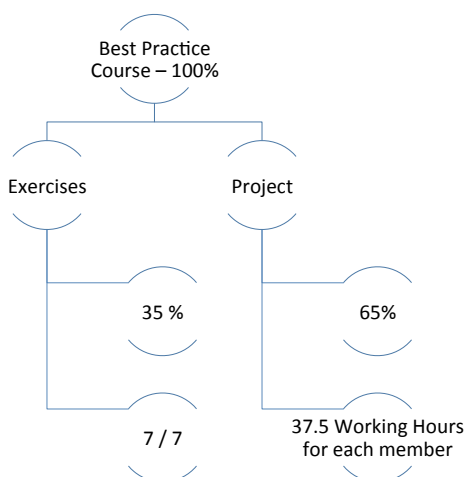 Best Practice
Course – 100%
Exercises
Project
35 %
65%
7 / 7
37.5 Working Hours
for each member